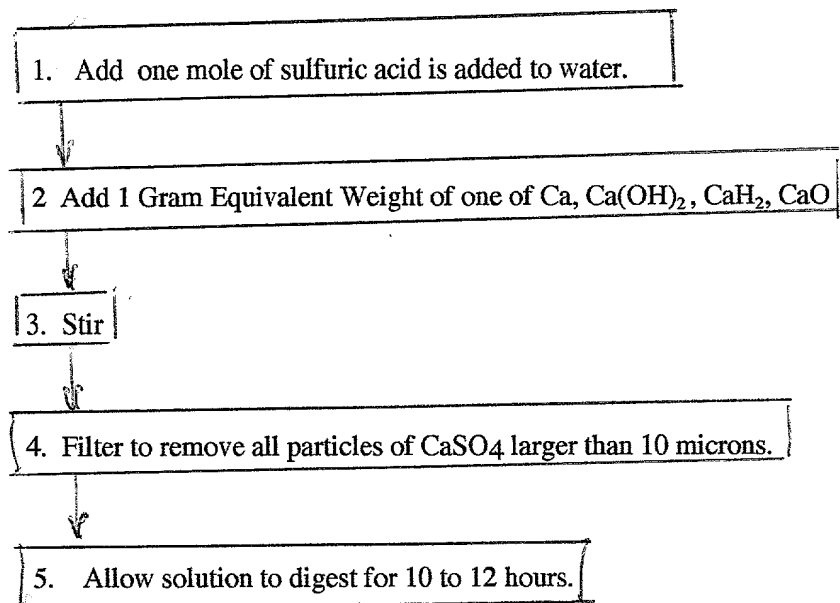 1. Add one mole of sulfuric acid is added to water.
2 Add 1 Gram Equivalent Weight of one of Ca, Ca(OH)₂, CaH₂, CaO
3. Stir
4. Filter to remove all particles of CaSO4 larger than 10 microns.
5. Allow solution to digest for 10 to 12 hours.